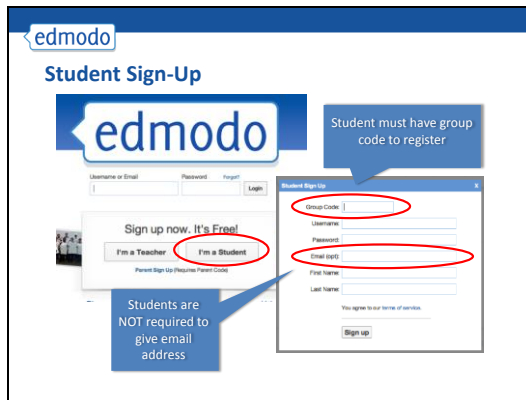 edmodo
Student Sign-Up
edmodo
Student must have group
code to register
Username or Email Password Forgot?
Login
Sign up now. It's Free!
I'm a Teacher I'm a Student
Parent Sign Up (Requires Parent Code)
Student Sign Up x
Group Code:
Username:
Password:
Email (opt):
First Name:
Last Name:
You agree to our terms of service.
Sign up
Students are
NOT required to
give email
address